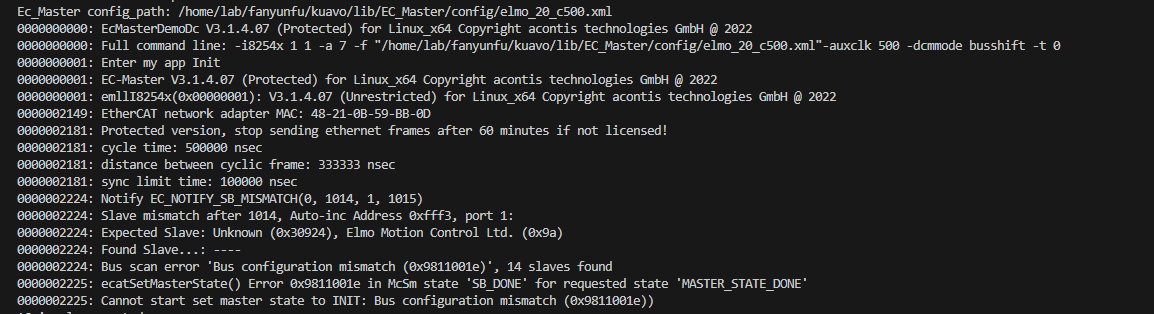 Ec_Master config_path: /home/lab/fanyunfu/kuavo/lib/EC_Master/config/elmo_20_c500.xml
0000000000: EcMasterDemoDc V3.1.4.07 (Protected) for Linux_x64 Copyright acontis technologies GmbH @ 2022
0000000000: Full command line: -i8254x 1 1 -a 7 -f "/home/lab/fanyunfu/kuavo/lib/EC_Master/config/elmo_20_c500.xml"-auxclk 500 -dcmmode busshift -t 0
0000000001: Enter my app Init
0000000001: EC-Master V3.1.4.07 (Protected) for Linux_x64 Copyright acontis technologies GmbH @ 2022
0000000001: emllI8254x(0x00000001): V3.1.4.07 (Unrestricted) for Linux_x64 Copyright acontis technologies GmbH @ 2022
0000002149: EtherCAT network adapter MAC: 48-21-0B-59-BB-0D
0000002181: Protected version, stop sending ethernet frames after 60 minutes if not licensed!
0000002181: cycle time: 500000 nsec
0000002181: distance between cyclic frame: 333333 nsec
0000002181: sync limit time: 100000 nsec
0000002224: Notify EC_NOTIFY_SB_MISMATCH(0, 1014, 1, 1015)
0000002224: Slave mismatch after 1014, Auto-inc Address 0xfff3, port 1:
0000002224: Expected Slave: Unknown (0x30924), Elmo Motion Control Ltd. (0x9a)
0000002224: Found Slave...: ----
0000002224: Bus scan error 'Bus configuration mismatch (0x9811001e)', 14 slaves found
0000002225: ecatSetMasterState() Error 0x9811001e in McSm state 'SB_DONE' for requested state 'MASTER_STATE_DONE'
0000002225: Cannot start set master state to INIT: Bus configuration mismatch (0x9811001e))